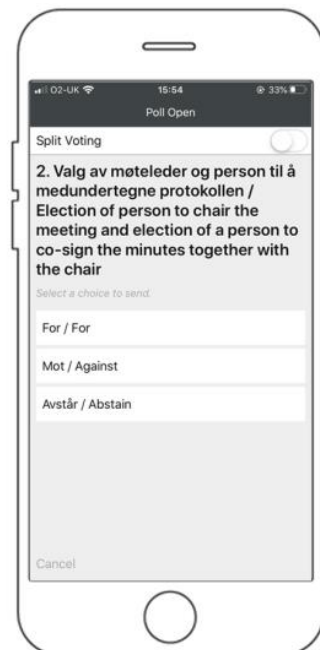 O2-UK 15:54 33%
Poll Open
Split Voting
2. Valg av møteleder og person til å
medundertegne protokollen /
Election of person to chair the
meeting and election of a person to
co-sign the minutes together with
the chair
Select a choice to send.
For / For
Mot / Against
Avstår / Abstain
Cancel